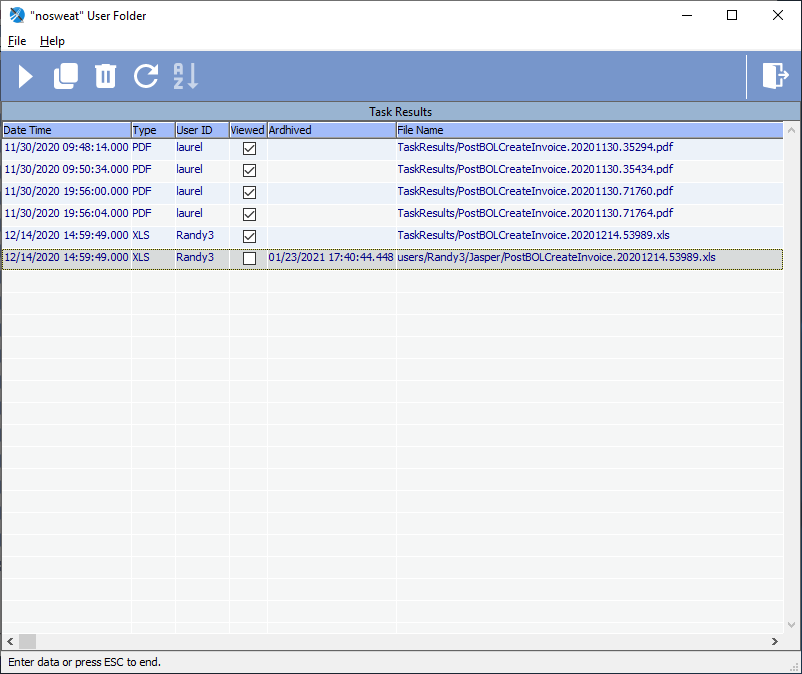 "nosweat" User Folder
File Help
A
Z
Task Results
Date Time Type User ID Viewed Ardhived File Name
11/30/2020 09:48:14.000 PDF laurel TaskResults/PostBOLCreateInvoice.20201130.35294.pdf
11/30/2020 09:50:34.000 PDF laurel TaskResults/PostBOLCreateInvoice.20201130.35434.pdf
11/30/2020 19:56:00.000 PDF laurel TaskResults/PostBOLCreateInvoice.20201130.71760.pdf
11/30/2020 19:56:04.000 PDF laurel TaskResults/PostBOLCreateInvoice.20201130.71764.pdf
12/14/2020 14:59:49.000 XLS Randy3 TaskResults/PostBOLCreateInvoice.20201214.53989.xls
12/14/2020 14:59:49.000 XLS Randy3 01/23/2021 17:40:44.448 users/Randy3/Jasper/PostBOLCreateInvoice.20201214.53989.xls
Enter data or press ESC to end.